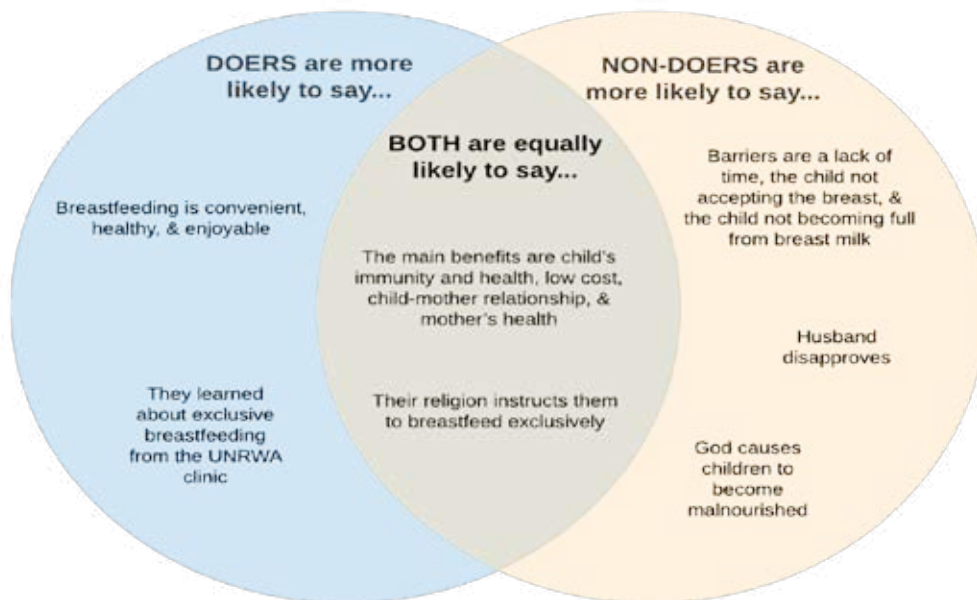 DOERS are more
likely to say...
Breastfeeding is convenient,
healthy, & enjoyable
They learned
about exclusive
breastfeeding
from the UNRWA
clinic
BOTH are equally
likely to say...
The main benefits are child's
immunity and health, low cost,
child-mother relationship, &
mother's health
Their religion instructs them
to breastfeed exclusively
NON-DOERS are
more likely to say...
Barriers are a lack of
time, the child not
accepting the breast, &
the child not becoming full
from breast milk
Husband
disapproves
God causes
children to
become
malnourished